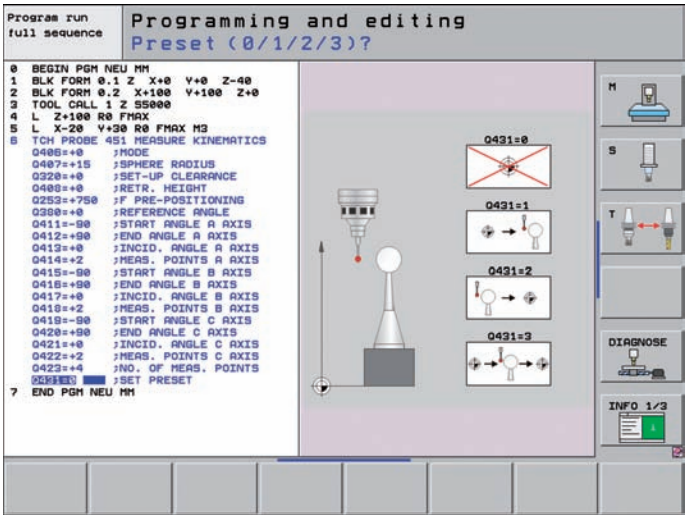 Program run
full sequence
Programming and editing
Preset (0/1/2/3)?
0 BEGIN PGM NEU MM
1 BLK FORM 0.1 Z X+0 Y+0 Z-40
2 BLK FORM 0.2 X+100 Y+100 Z+0
3 TOOL CALL 1 Z S5000
4 L Z+100 R0 FMAX
5 L X-20 Y+30 R0 FMAX M3
6 TCH PROBE 451 MEASURE KINEMATICS
Q406=+0 ;MODE
Q407=+15 ;SPHERE RADIUS
Q320=+0 ;SET-UP CLEARANCE
Q408=+0 ;RETR. HEIGHT
Q253=+750 ;F PRE-POSITIONING
Q380=+0 ;REFERENCE ANGLE
Q411=-90 ;START ANGLE A AXIS
Q412=+90 ;END ANGLE A AXIS
Q413=+0 ;INCID. ANGLE A AXIS
Q414=+2 ;MEAS. POINTS A AXIS
Q415=-90 ;START ANGLE B AXIS
Q416=+90 ;END ANGLE B AXIS
Q417=+0 ;INCID. ANGLE B AXIS
Q418=+2 ;MEAS. POINTS B AXIS
Q419=-90 ;START ANGLE C AXIS
Q420=+90 ;END ANGLE C AXIS
Q421=+0 ;INCID. ANGLE C AXIS
Q422=+2 ;MEAS. POINTS C AXIS
Q423=+4 ;NO. OF MEAS. POINTS
Q431=0 ;SET PRESET
7 END PGM NEU MM
Q431=0
Q431=1
Q431=2
Q431=3
M
S
T
DIAGNOSE
INFO 1/3